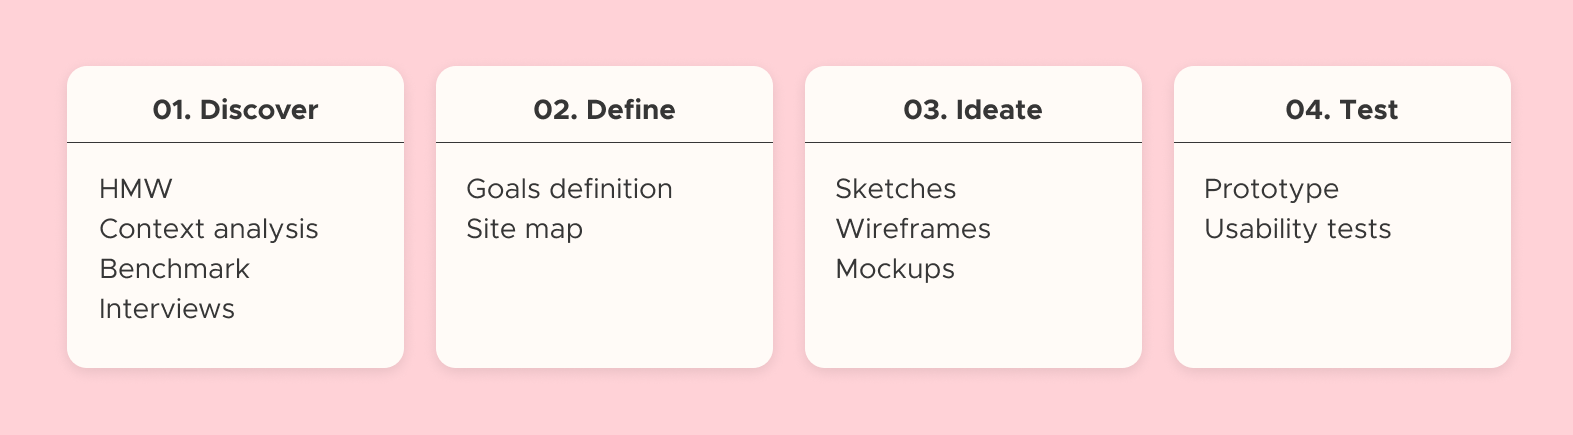 01. Discover
HMW
Context analysis
Benchmark
Interviews
02. Define
Goals definition
Site map
03. Ideate
Sketches
Wireframes
Mockups
04. Test
Prototype
Usability tests